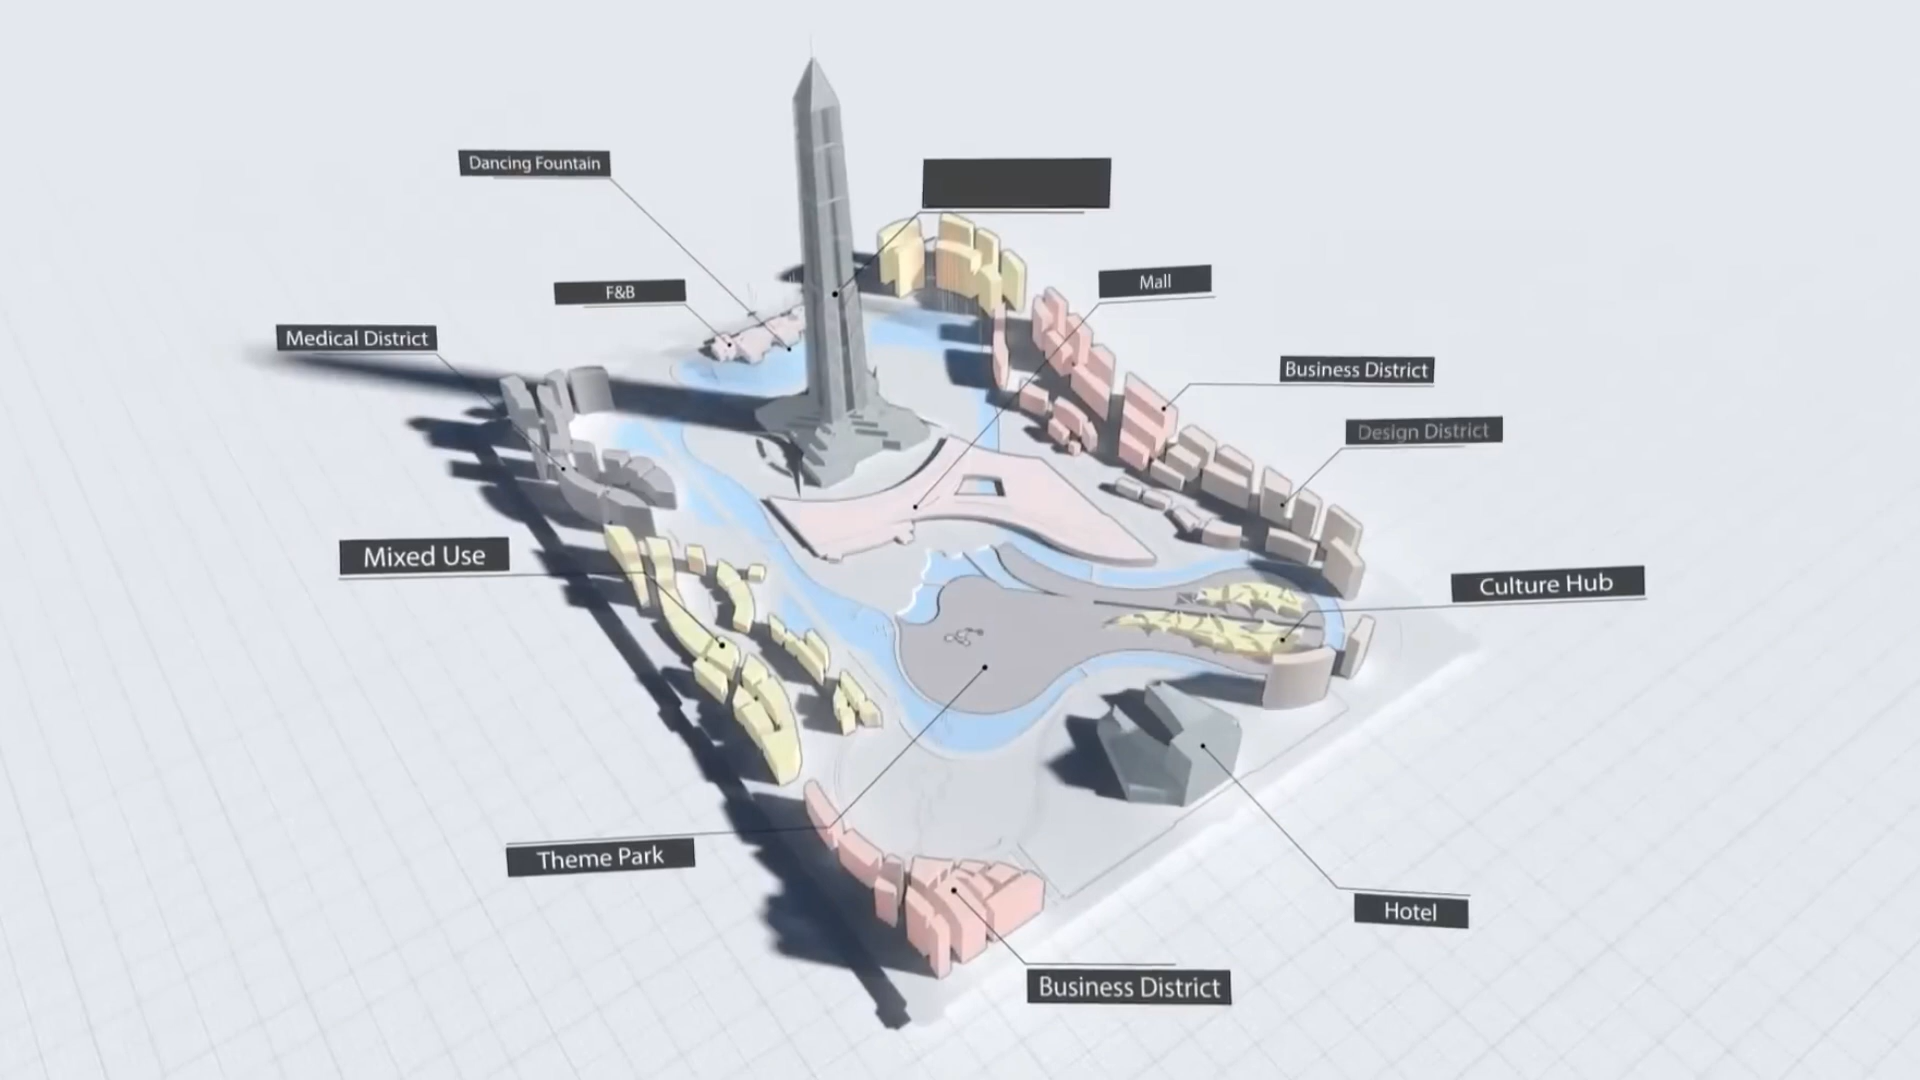 Dancing Fountain
Mall
F&B
Medical District
Business District
Design District
Mixed Use
Culture Hub
Theme Park
Hotel
Business District